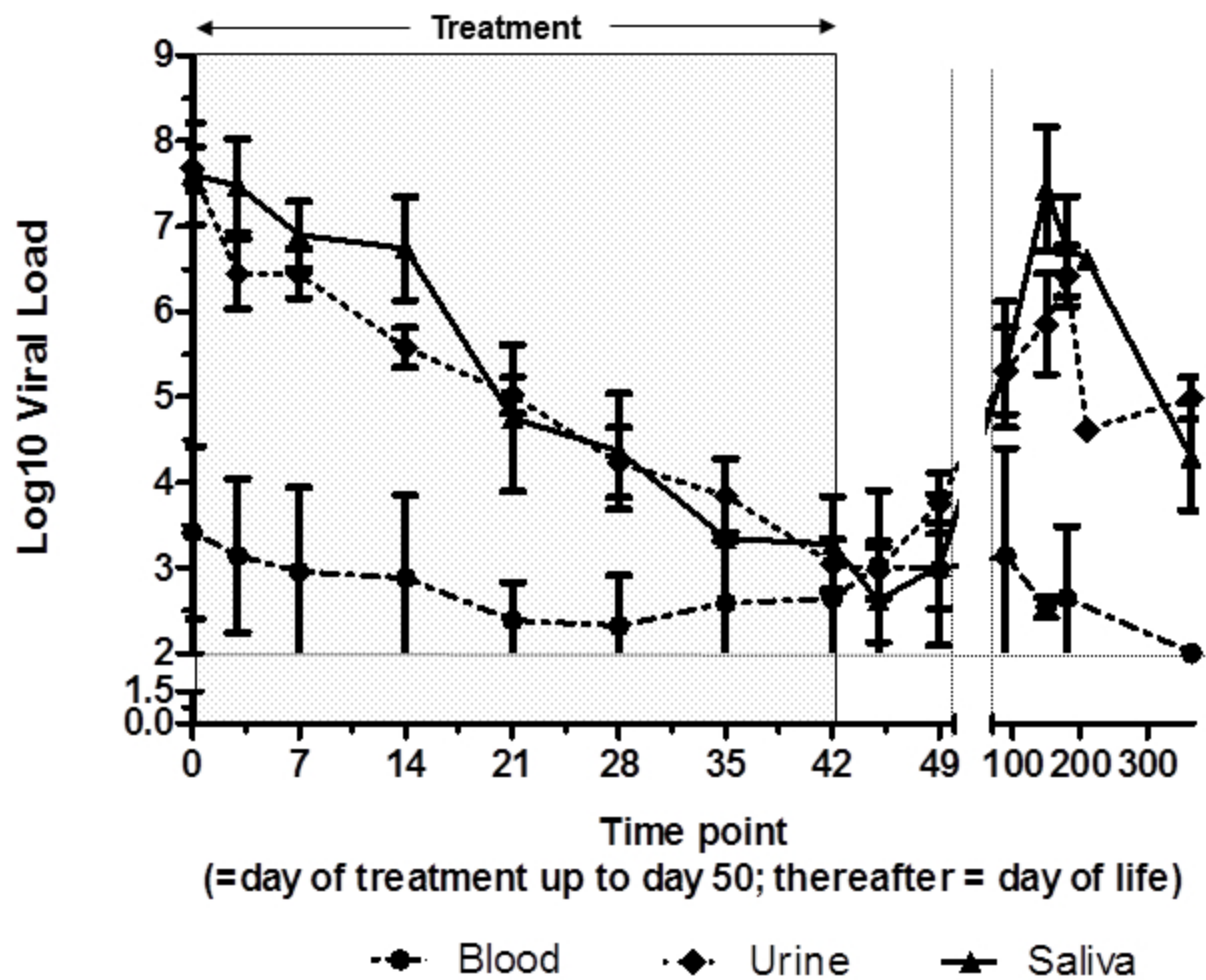 Treatment
9
8
7
6
5
4
3
2
1.5
0.0
Log10 Viral Load
0 7 14 21 28 35 42 49 100 200 300
Time point
(=day of treatment up to day 50; thereafter = day of life)
Blood Urine Saliva